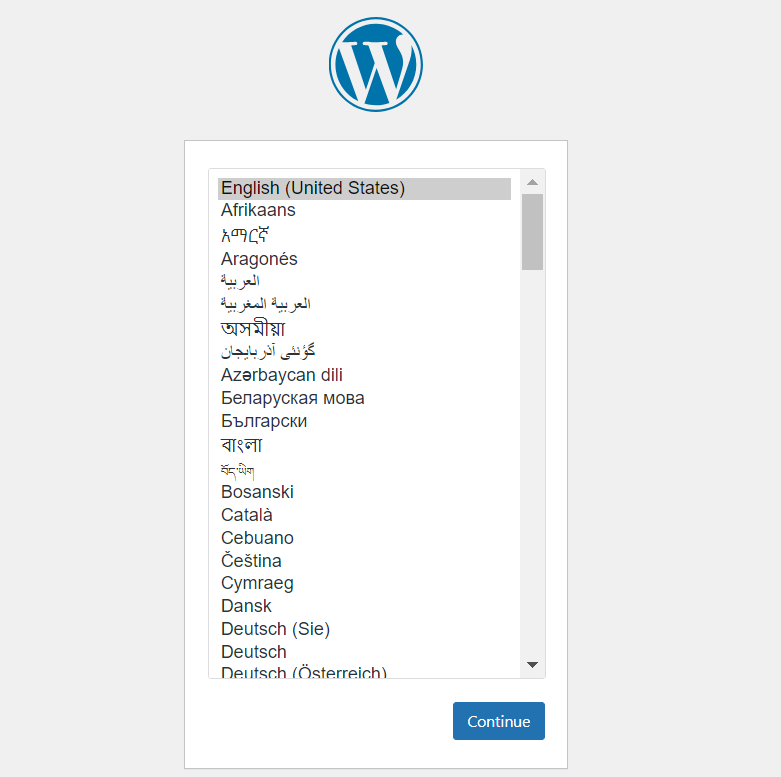 English (United States)
Afrikaans
አማርኛ
Aragonés
العربية
العربية المغربية
অসমীয়া
گؤنئی آذربایجان
Azərbaycan dili
Беларуская мова
Български
বাংলা
བོད་ཡིག
Bosanski
Català
Cebuano
Čeština
Cymraeg
Dansk
Deutsch (Sie)
Deutsch
Deutsch (Österreich)
Continue